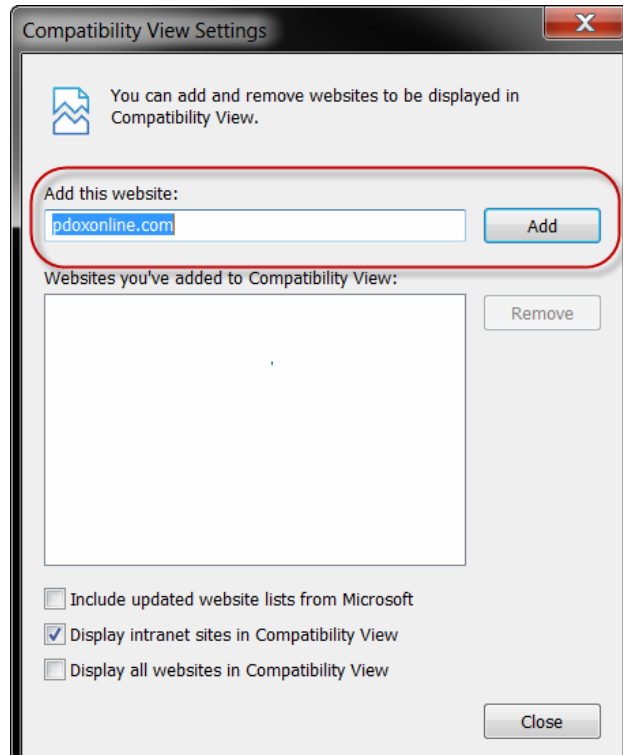 Compatibility View Settings
You can add and remove websites to be displayed in
Compatibility View.
Add this website:
pdoxonline.com
Add
Websites you've added to Compatibility View:
Remove
Include updated website lists from Microsoft
Display intranet sites in Compatibility View
Display all websites in Compatibility View
Close